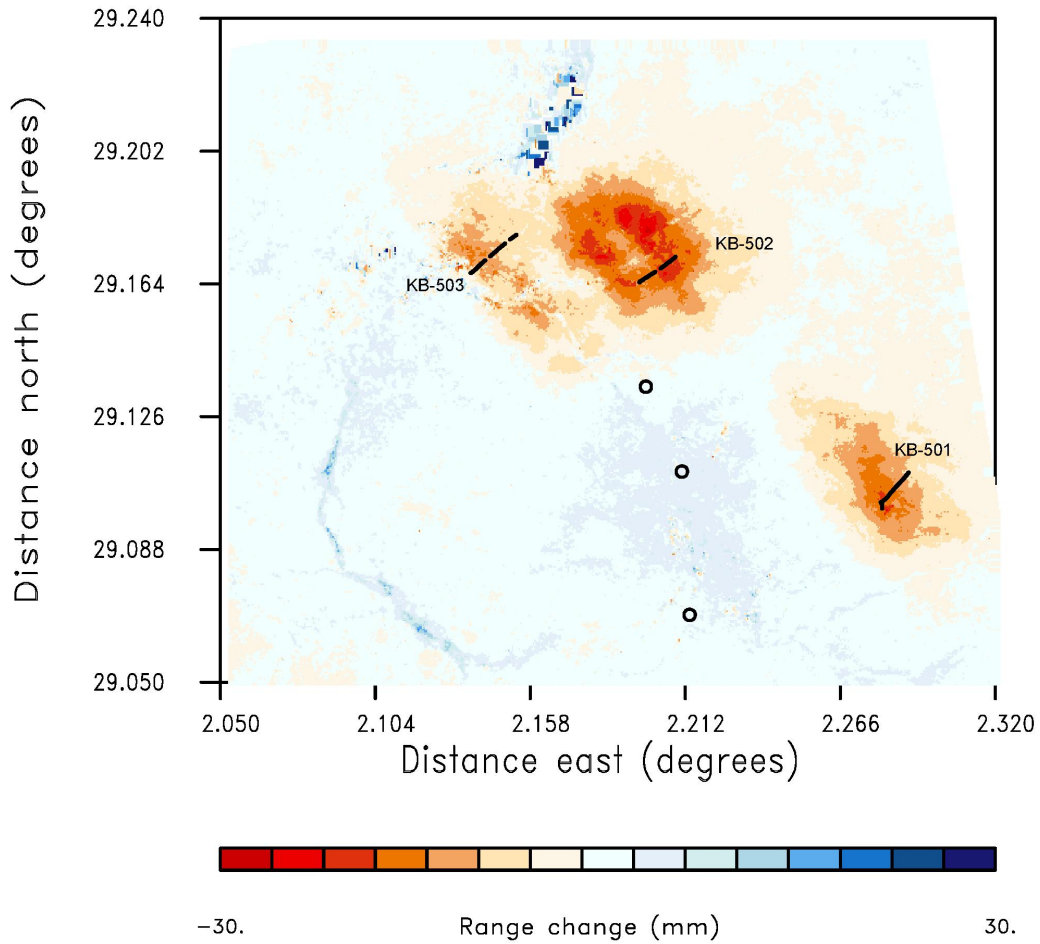 29.240
29.202
29.164
29.126
29.088
29.050
Distance north (degrees)
KB-502
KB-503
KB-501
2.050 2.104 2.158 2.212 2.266 2.320
Distance east (degrees)
-30. Range change (mm) 30.